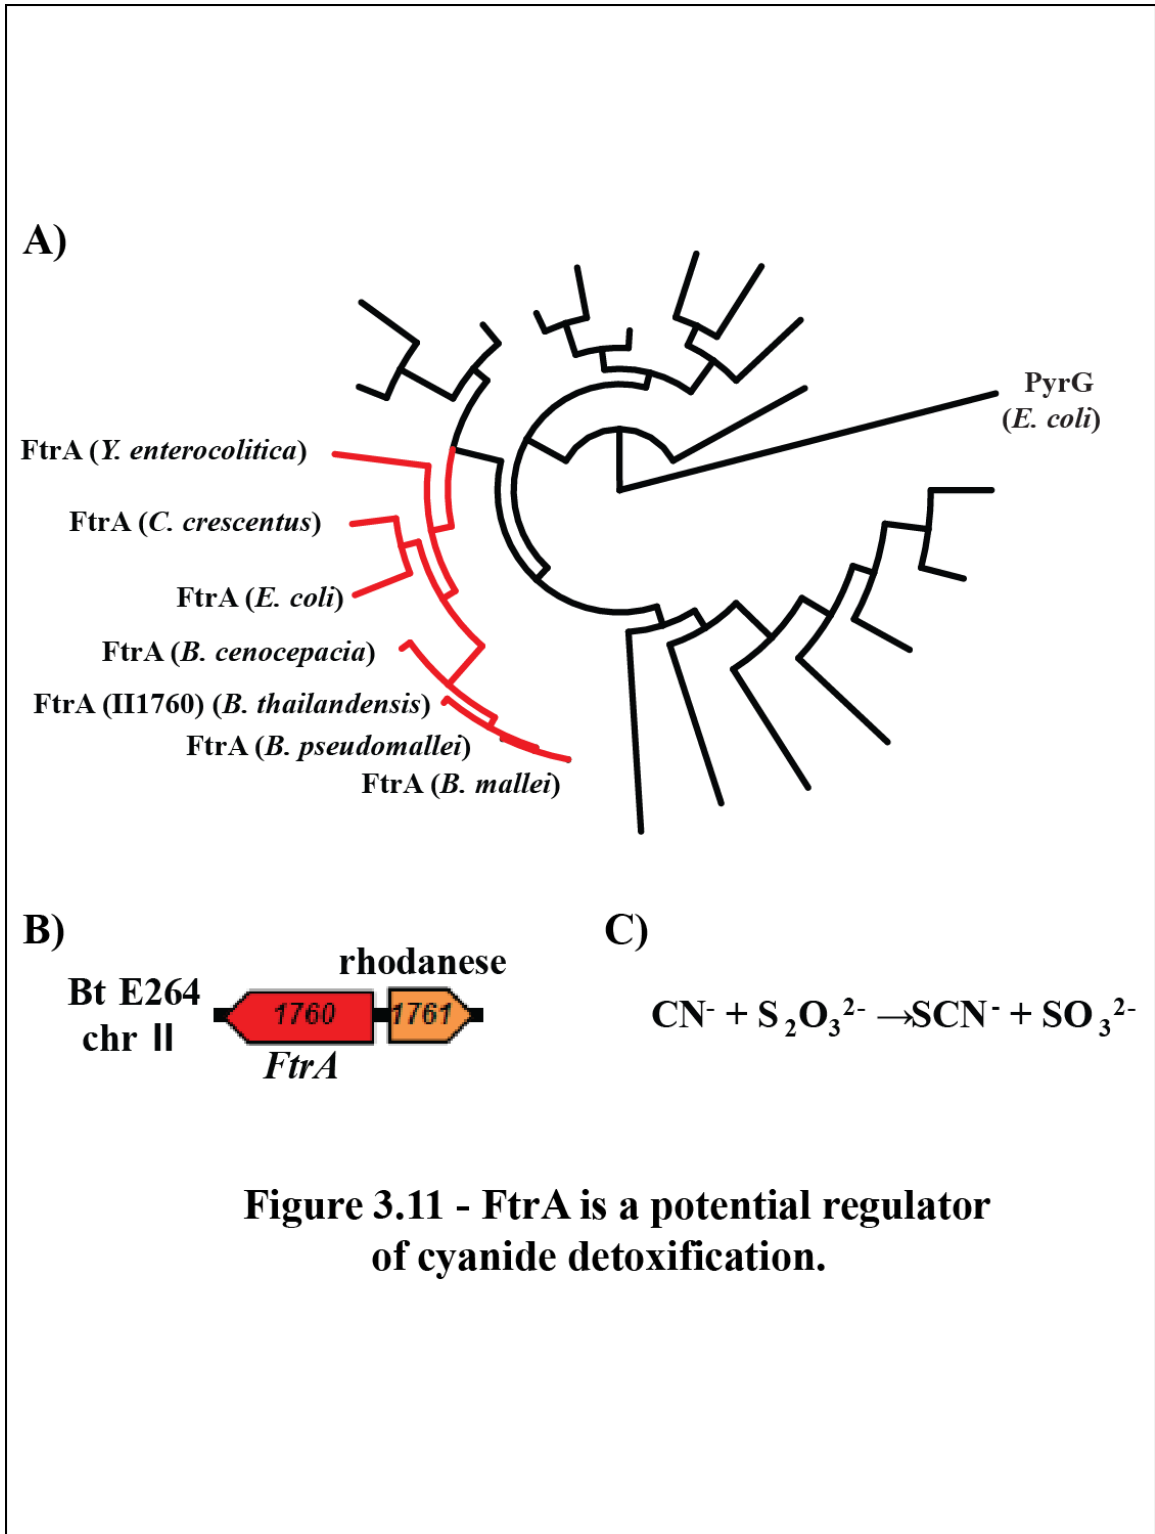 A)
PyrG
(E. coli)
FtrA (Y. enterocolitica)
FtrA (C. crescentus)
FtrA (E. coli)
FtrA (B. cenocepacia)
FtrA (II1760) (B. thailandensis)
FtrA (B. pseudomallei)
FtrA (B. mallei)
B)
rhodanese
Bt E264
chr II
1760
1761
FtrA
C)
CN⁻ + S₂O₃²⁻ →SCN⁻ + SO₃²⁻
Figure 3.11 - FtrA is a potential regulator
of cyanide detoxification.